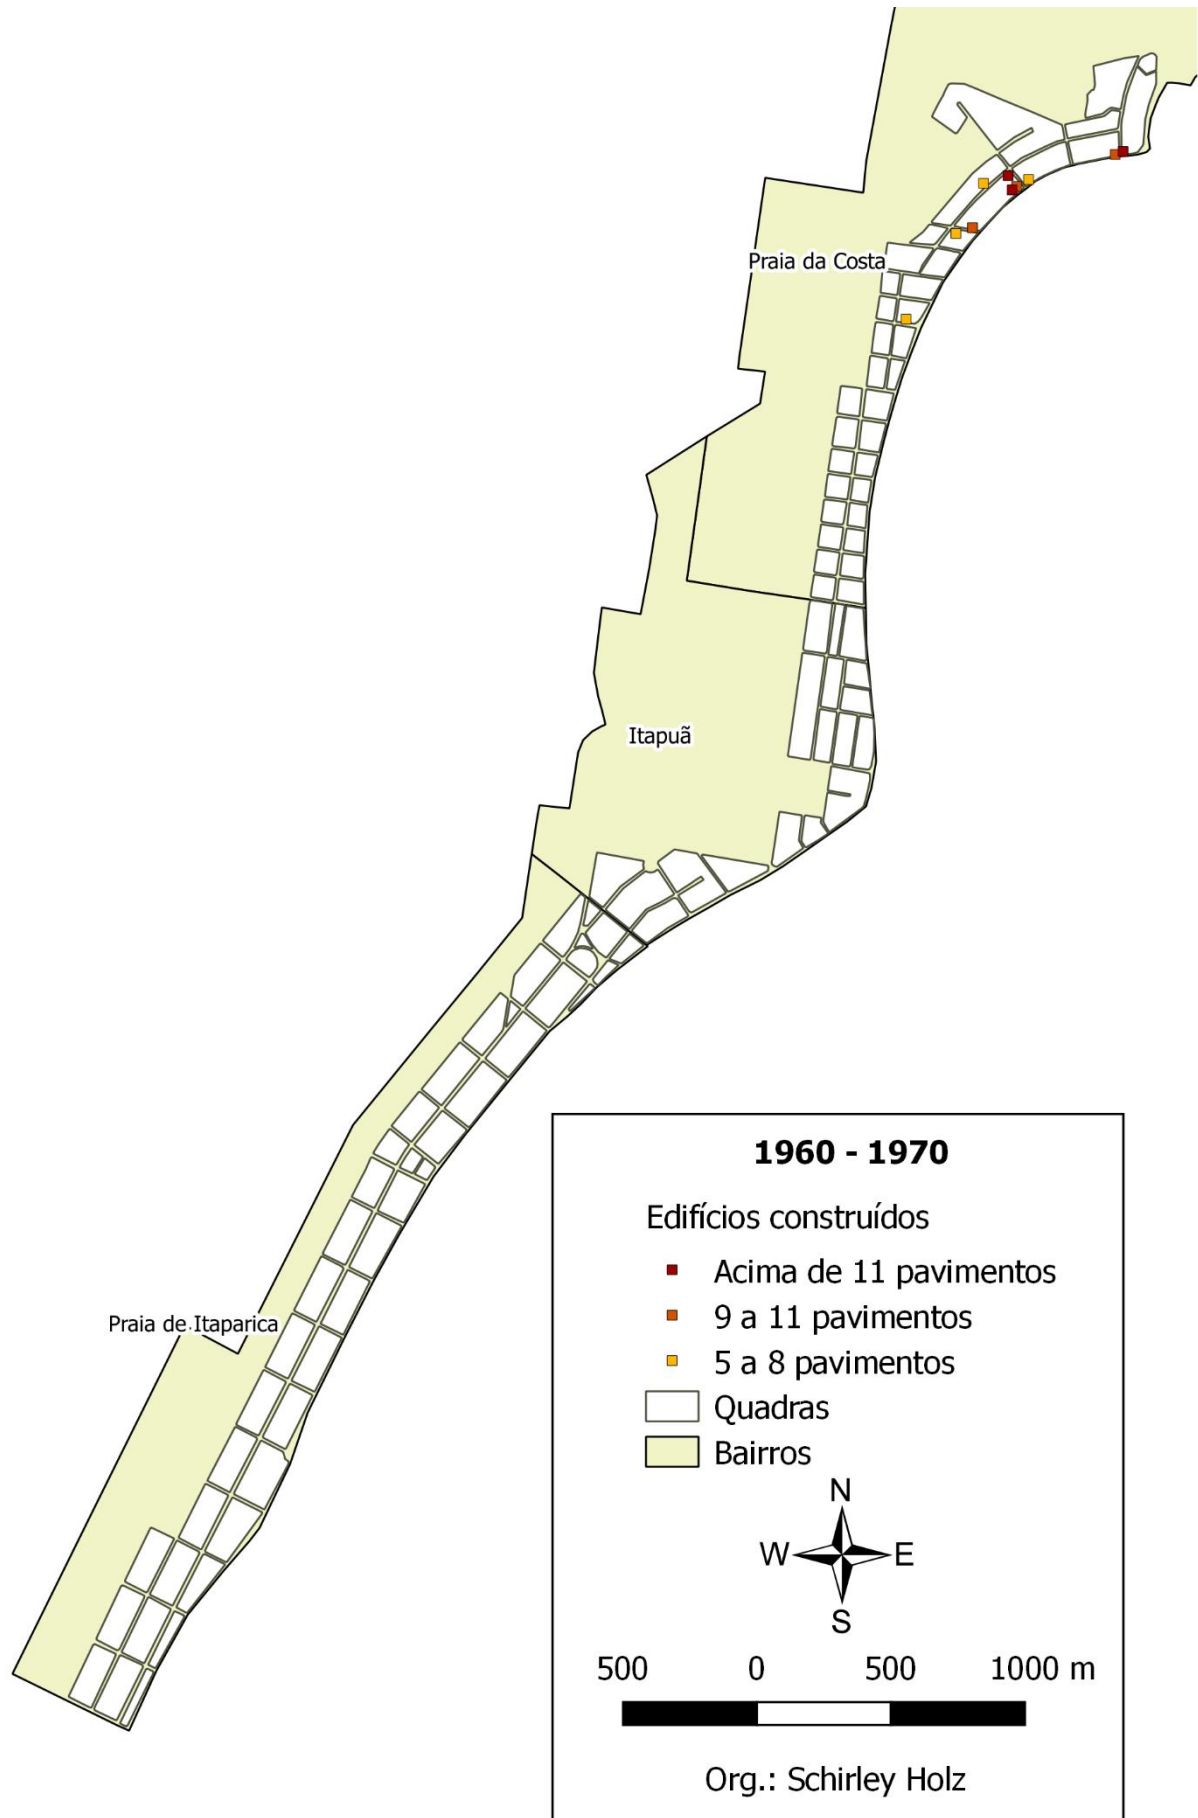 Praia da Costa
Itapuã
Praia de Itaparica
1960 - 1970
Edifícios construídos
Acima de 11 pavimentos
9 a 11 pavimentos
5 a 8 pavimentos
Quadras
Bairros
N
W E
S
500 0 500 1000 m
Org.: Schirley Holz